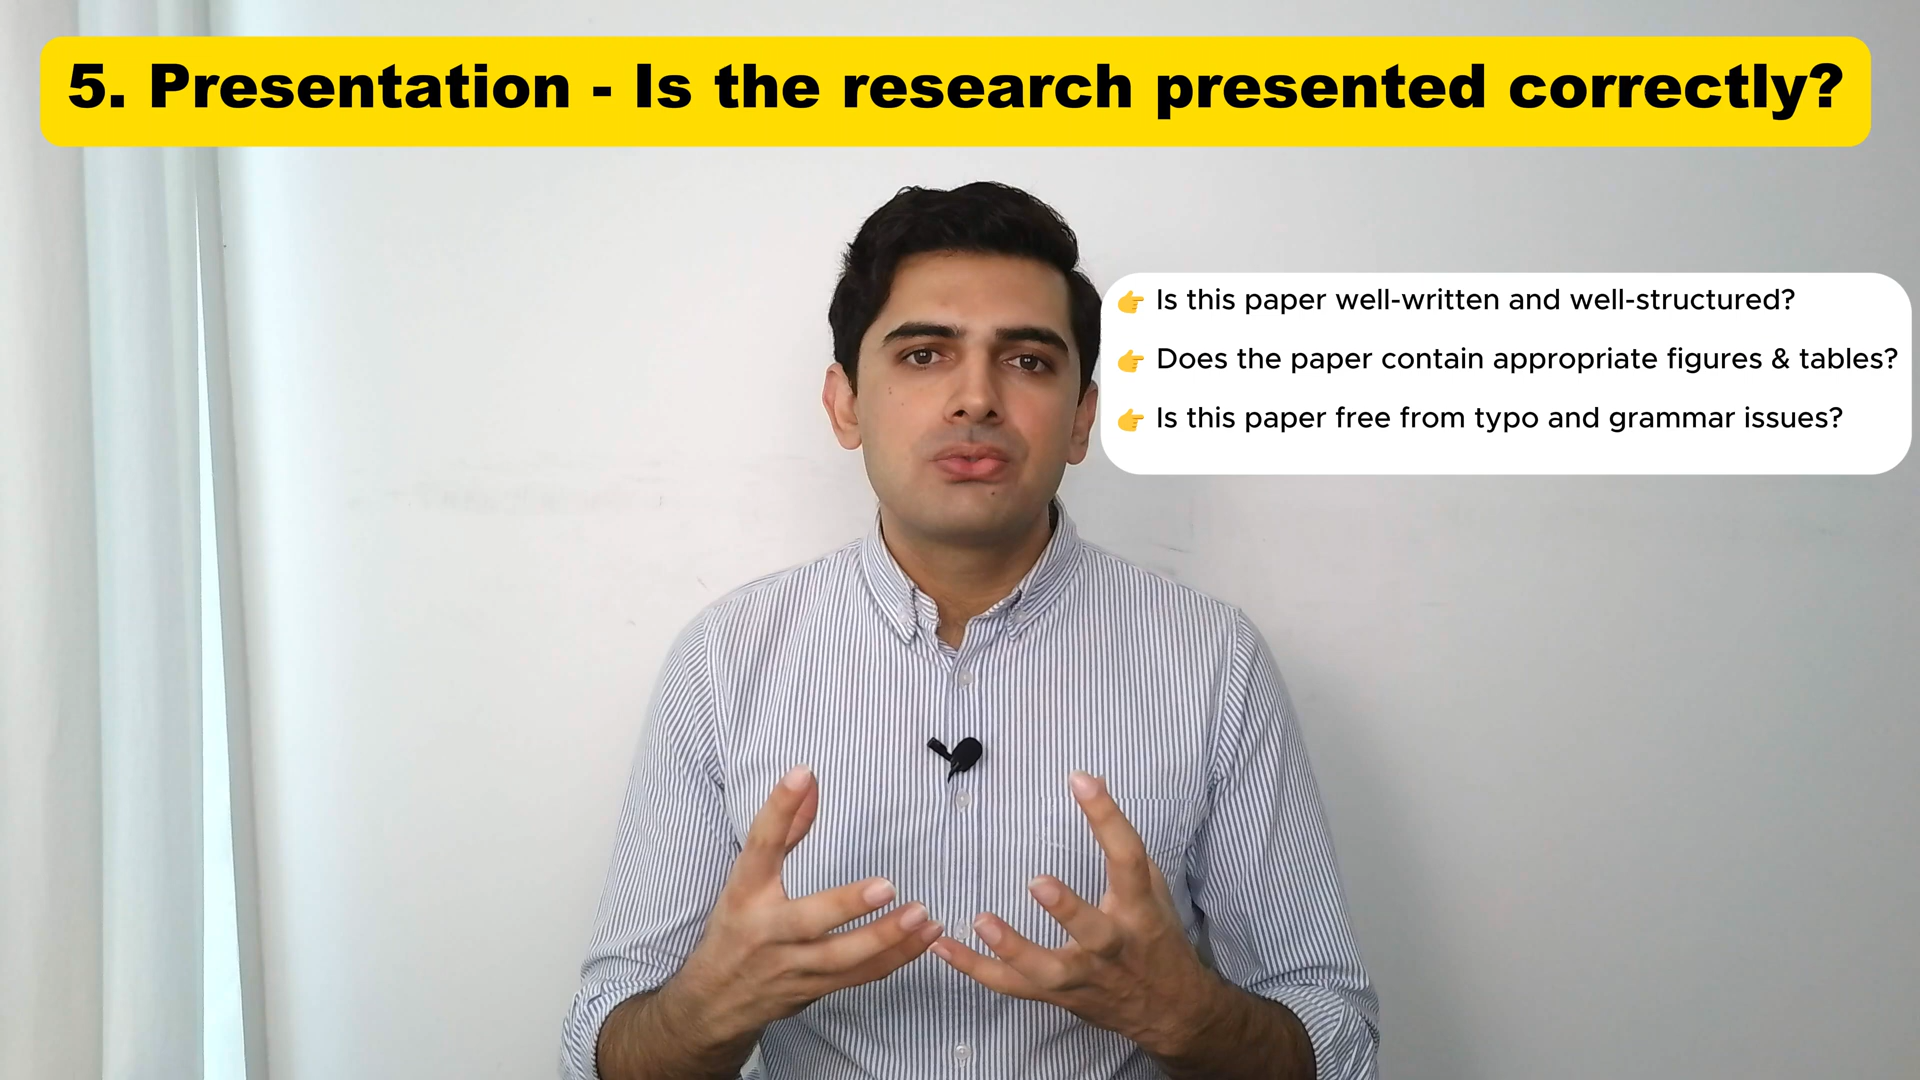 5. Presentation - Is the research presented correctly?
👉 Is this paper well-written and well-structured?
👉 Does the paper contain appropriate figures & tables?
👉 Is this paper free from typo and grammar issues?